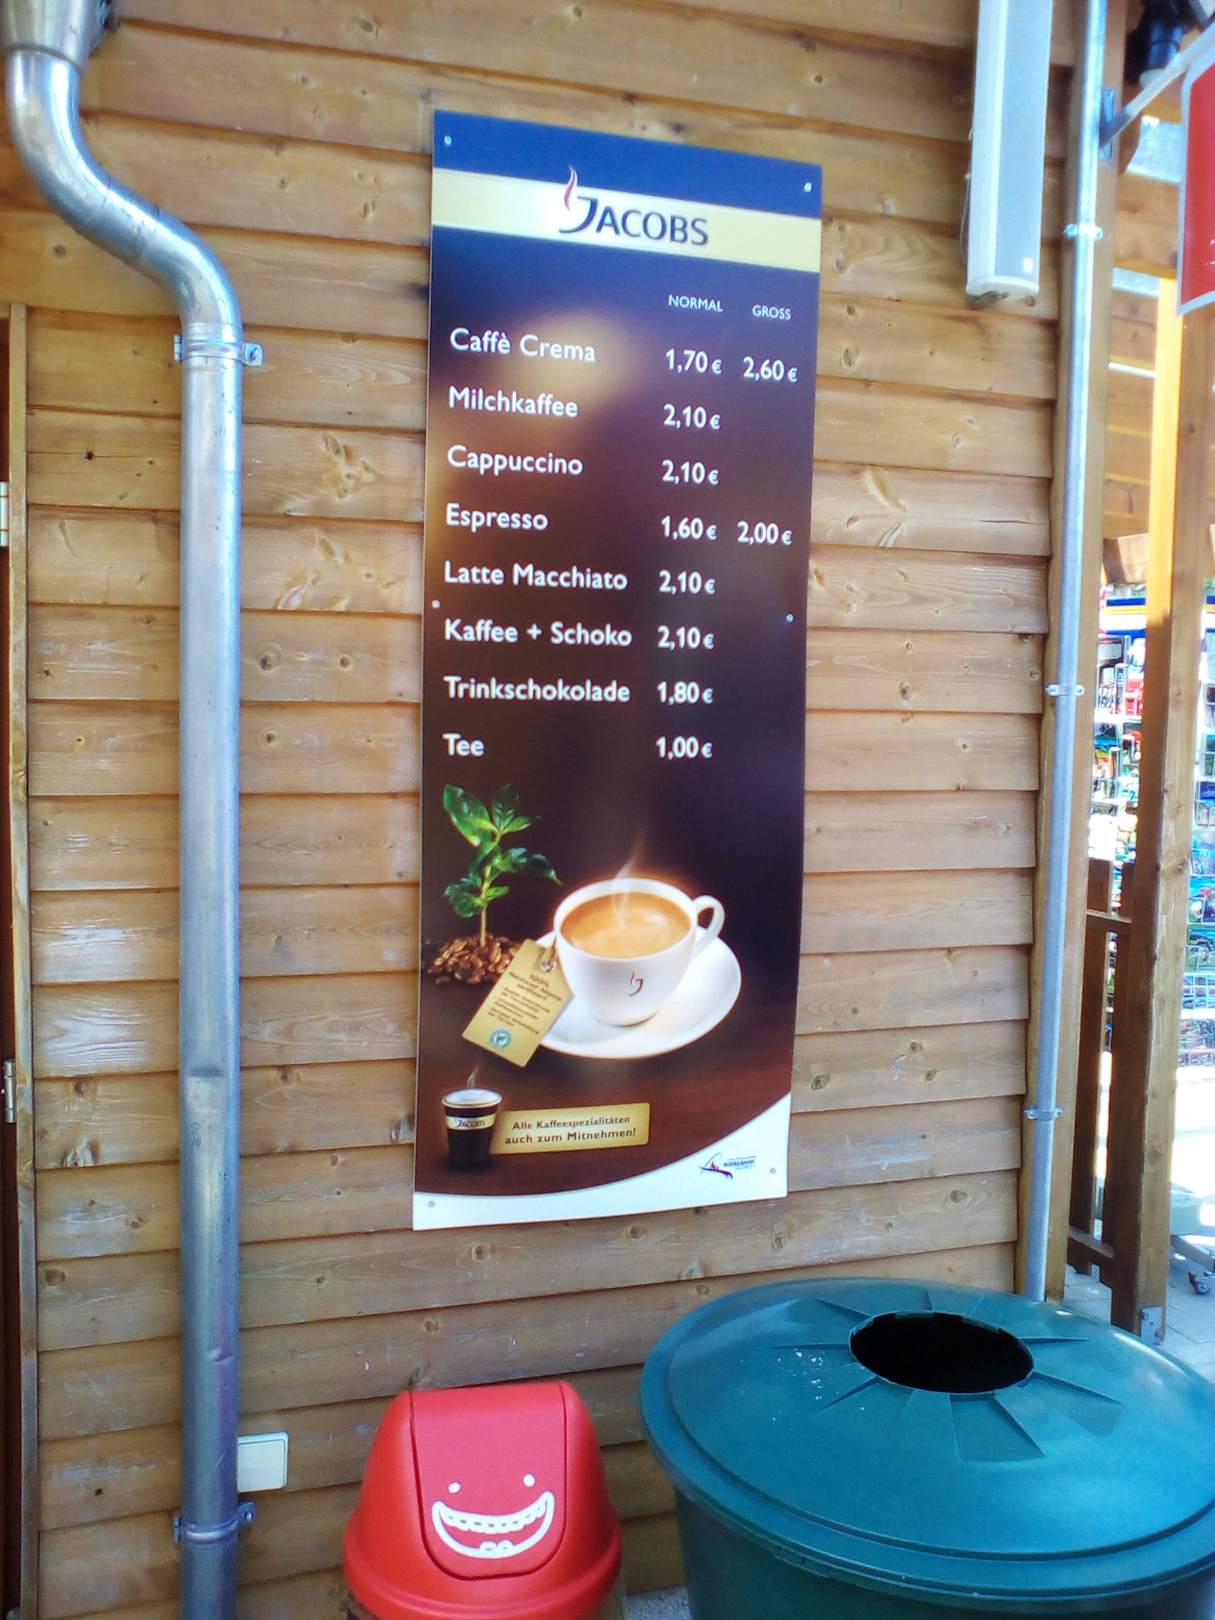 JACOBS
NORMAL GROSS
Caffè Crema 1,70 € 2,60 €
Milchkaffee 2,10 €
Cappuccino 2,10 €
Espresso 1,60 € 2,00 €
Latte Macchiato 2,10 €
Kaffee + Schoko 2,10 €
Trinkschokolade 1,80 €
Tee 1,00 €
100%
JACOBS
Alle Kaffeespezialitäten
auch zum Mitnehmen!